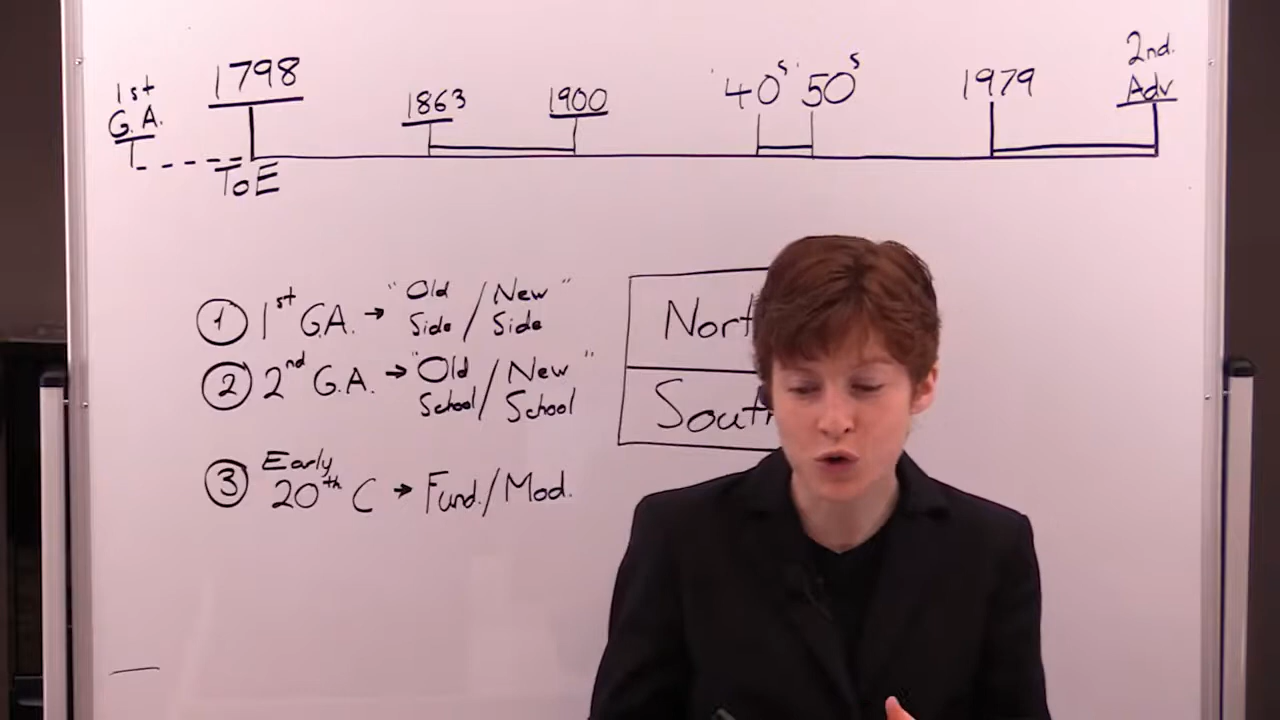 1st
G.A.
1798
ToE
1863
1900
'40s '50s
1979
2nd.
Adv
① 1st G.A. → "Old Side / New Side"
② 2nd G.A. → "Old School / New School"
③ Early 20th C → Fund./Mod.
Nort
South